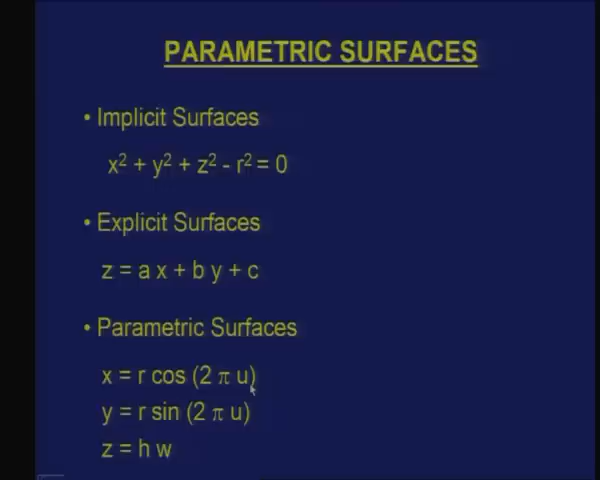 PARAMETRIC SURFACES
• Implicit Surfaces
x² + y² + z² - r² = 0
• Explicit Surfaces
z = a x + b y + c
• Parametric Surfaces
x = r cos (2 π u)
y = r sin (2 π u)
z = h w